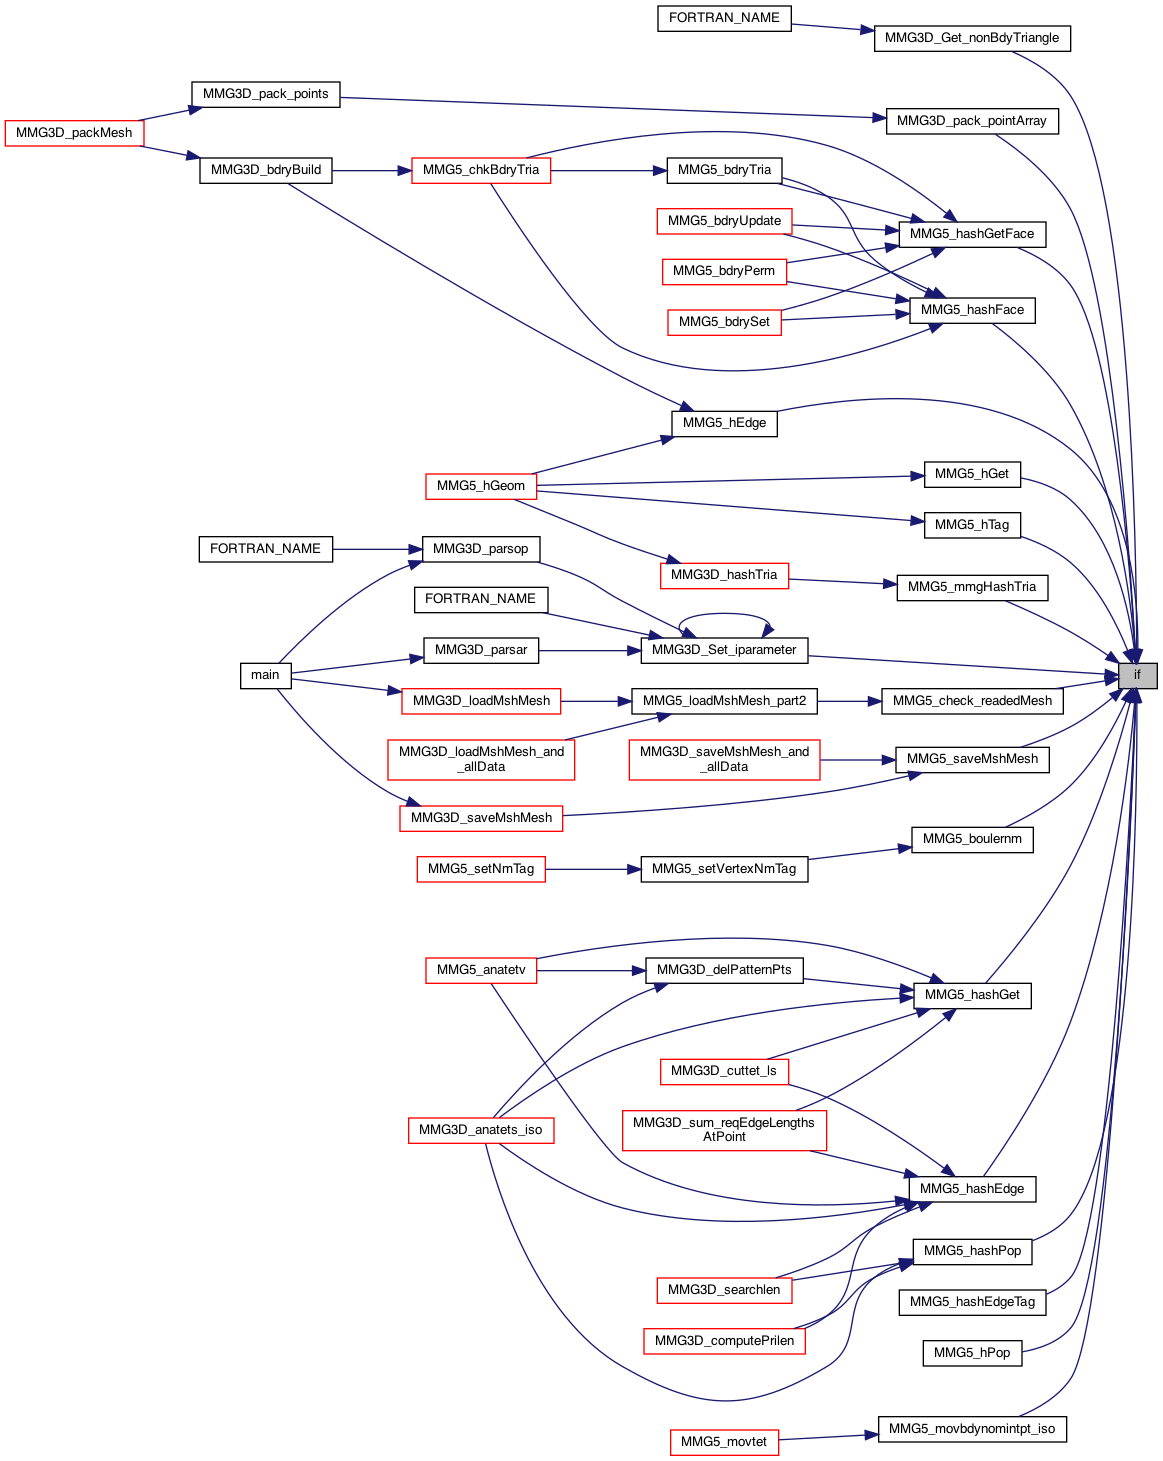 FORTRAN_NAME
MMG3D_Get_nonBdyTriangle
MMG3D_pack_points
MMG3D_pack_pointArray
MMG3D_packMesh
MMG3D_bdryBuild
MMG5_chkBdryTria
MMG5_bdryTria
MMG5_bdryUpdate
MMG5_hashGetFace
MMG5_bdryPerm
MMG5_hashFace
MMG5_bdrySet
MMG5_hEdge
MMG5_hGeom
MMG5_hGet
MMG5_hTag
FORTRAN_NAME
MMG3D_parsop
MMG3D_hashTria
MMG5_mmgHashTria
FORTRAN_NAME
MMG3D_parsar
MMG3D_Set_iparameter
main
if
MMG3D_loadMshMesh
MMG5_loadMshMesh_part2
MMG5_check_readedMesh
MMG3D_loadMshMesh_and
_allData
MMG3D_saveMshMesh_and
_allData
MMG5_saveMshMesh
MMG3D_saveMshMesh
MMG5_boulernm
MMG5_setNmTag
MMG5_setVertexNmTag
MMG5_anatetv
MMG3D_delPatternPts
MMG5_hashGet
MMG3D_cuttet_ls
MMG3D_anatets_iso
MMG3D_sum_reqEdgeLengths
AtPoint
MMG5_hashEdge
MMG5_hashPop
MMG3D_searchlen
MMG5_hashEdgeTag
MMG3D_computePrilen
MMG5_hPop
MMG5_movbdynomintpt_iso
MMG5_movtet